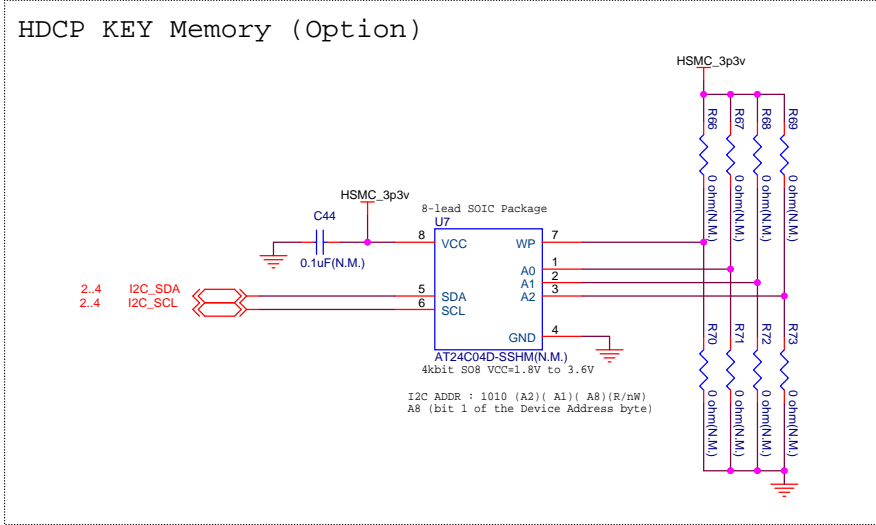 HDCP KEY Memory (Option)
HSMC_3p3v
R66
R67
R68
R69
0 ohm(N.M.)
0 ohm(N.M.)
0 ohm(N.M.)
0 ohm(N.M.)
HSMC_3p3v
C44
0.1uF(N.M.)
8-lead SOIC Package
U7
8 VCC WP 7
A0 1
A1 2
A2 3
2..4 I2C_SDA 5 SDA
2..4 I2C_SCL 6 SCL
GND 4
AT24C04D-SSHM(N.M.)
4kbit SO8 VCC=1.8V to 3.6V
I2C ADDR : 1010 (A2)( A1)( A8)(R/nW)
A8 (bit 1 of the Device Address byte)
R70
R71
R72
R73
0 ohm(N.M.)
0 ohm(N.M.)
0 ohm(N.M.)
0 ohm(N.M.)